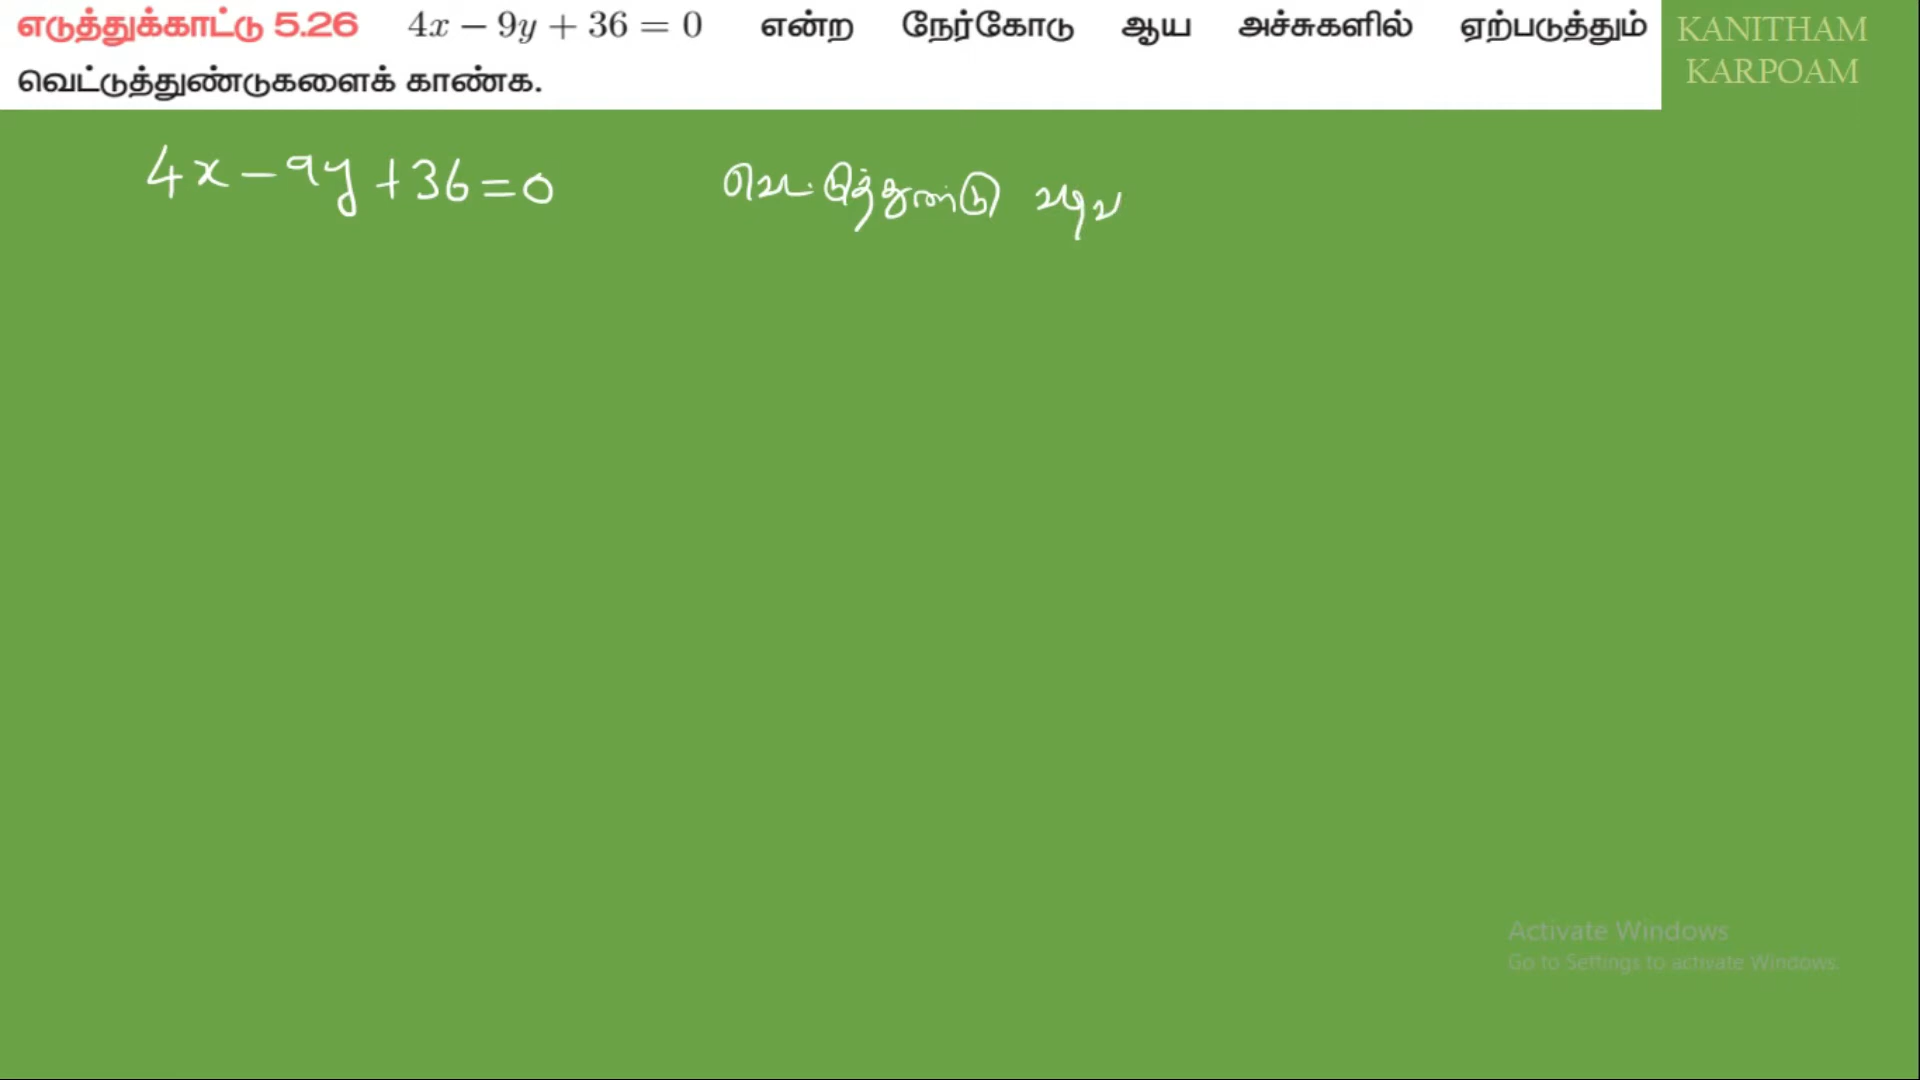 எடுத்துக்காட்டு 5.26 4x − 9y + 36 = 0 என்ற நேர்கோடு ஆய அச்சுகளில் ஏற்படுத்தும்
வெட்டுத்துண்டுகளைக் காண்க.
KANITHAM
KARPOAM
4x − 9y + 36 = 0 வெட்டுத்துண்டு வடிவ
Activate Windows
Go to Settings to activate Windows.